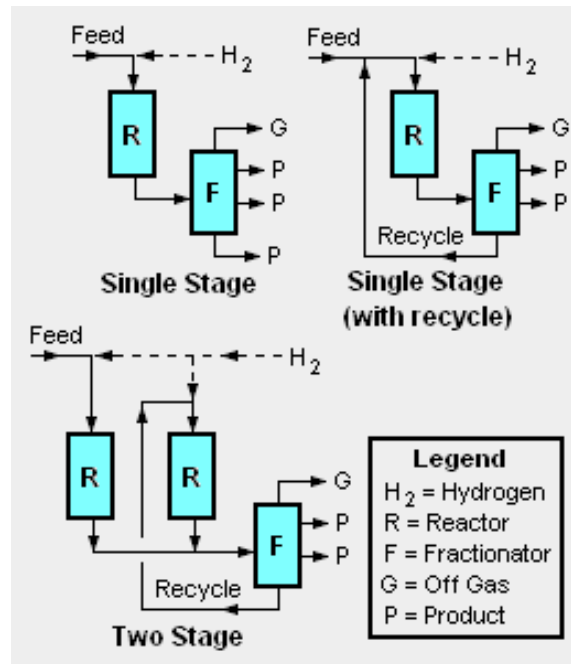 Feed
H2
R
F
G
P
P
P
Single Stage
Feed
H2
R
F
G
P
P
Recycle
Single Stage
(with recycle)
Feed
H2
R
R
F
G
P
P
Recycle
Two Stage
Legend
H2 = Hydrogen
R = Reactor
F = Fractionator
G = Off Gas
P = Product